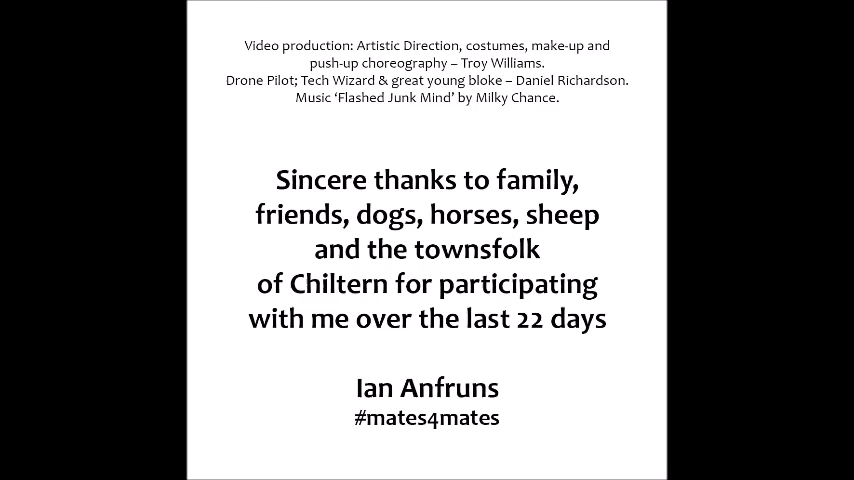 Video production: Artistic Direction, costumes, make-up and
push-up choreography – Troy Williams.
Drone Pilot; Tech Wizard & great young bloke – Daniel Richardson.
Music ‘Flashed Junk Mind’ by Milky Chance.
Sincere thanks to family,
friends, dogs, horses, sheep
and the townsfolk
of Chiltern for participating
with me over the last 22 days
Ian Anfruns
#mates4mates